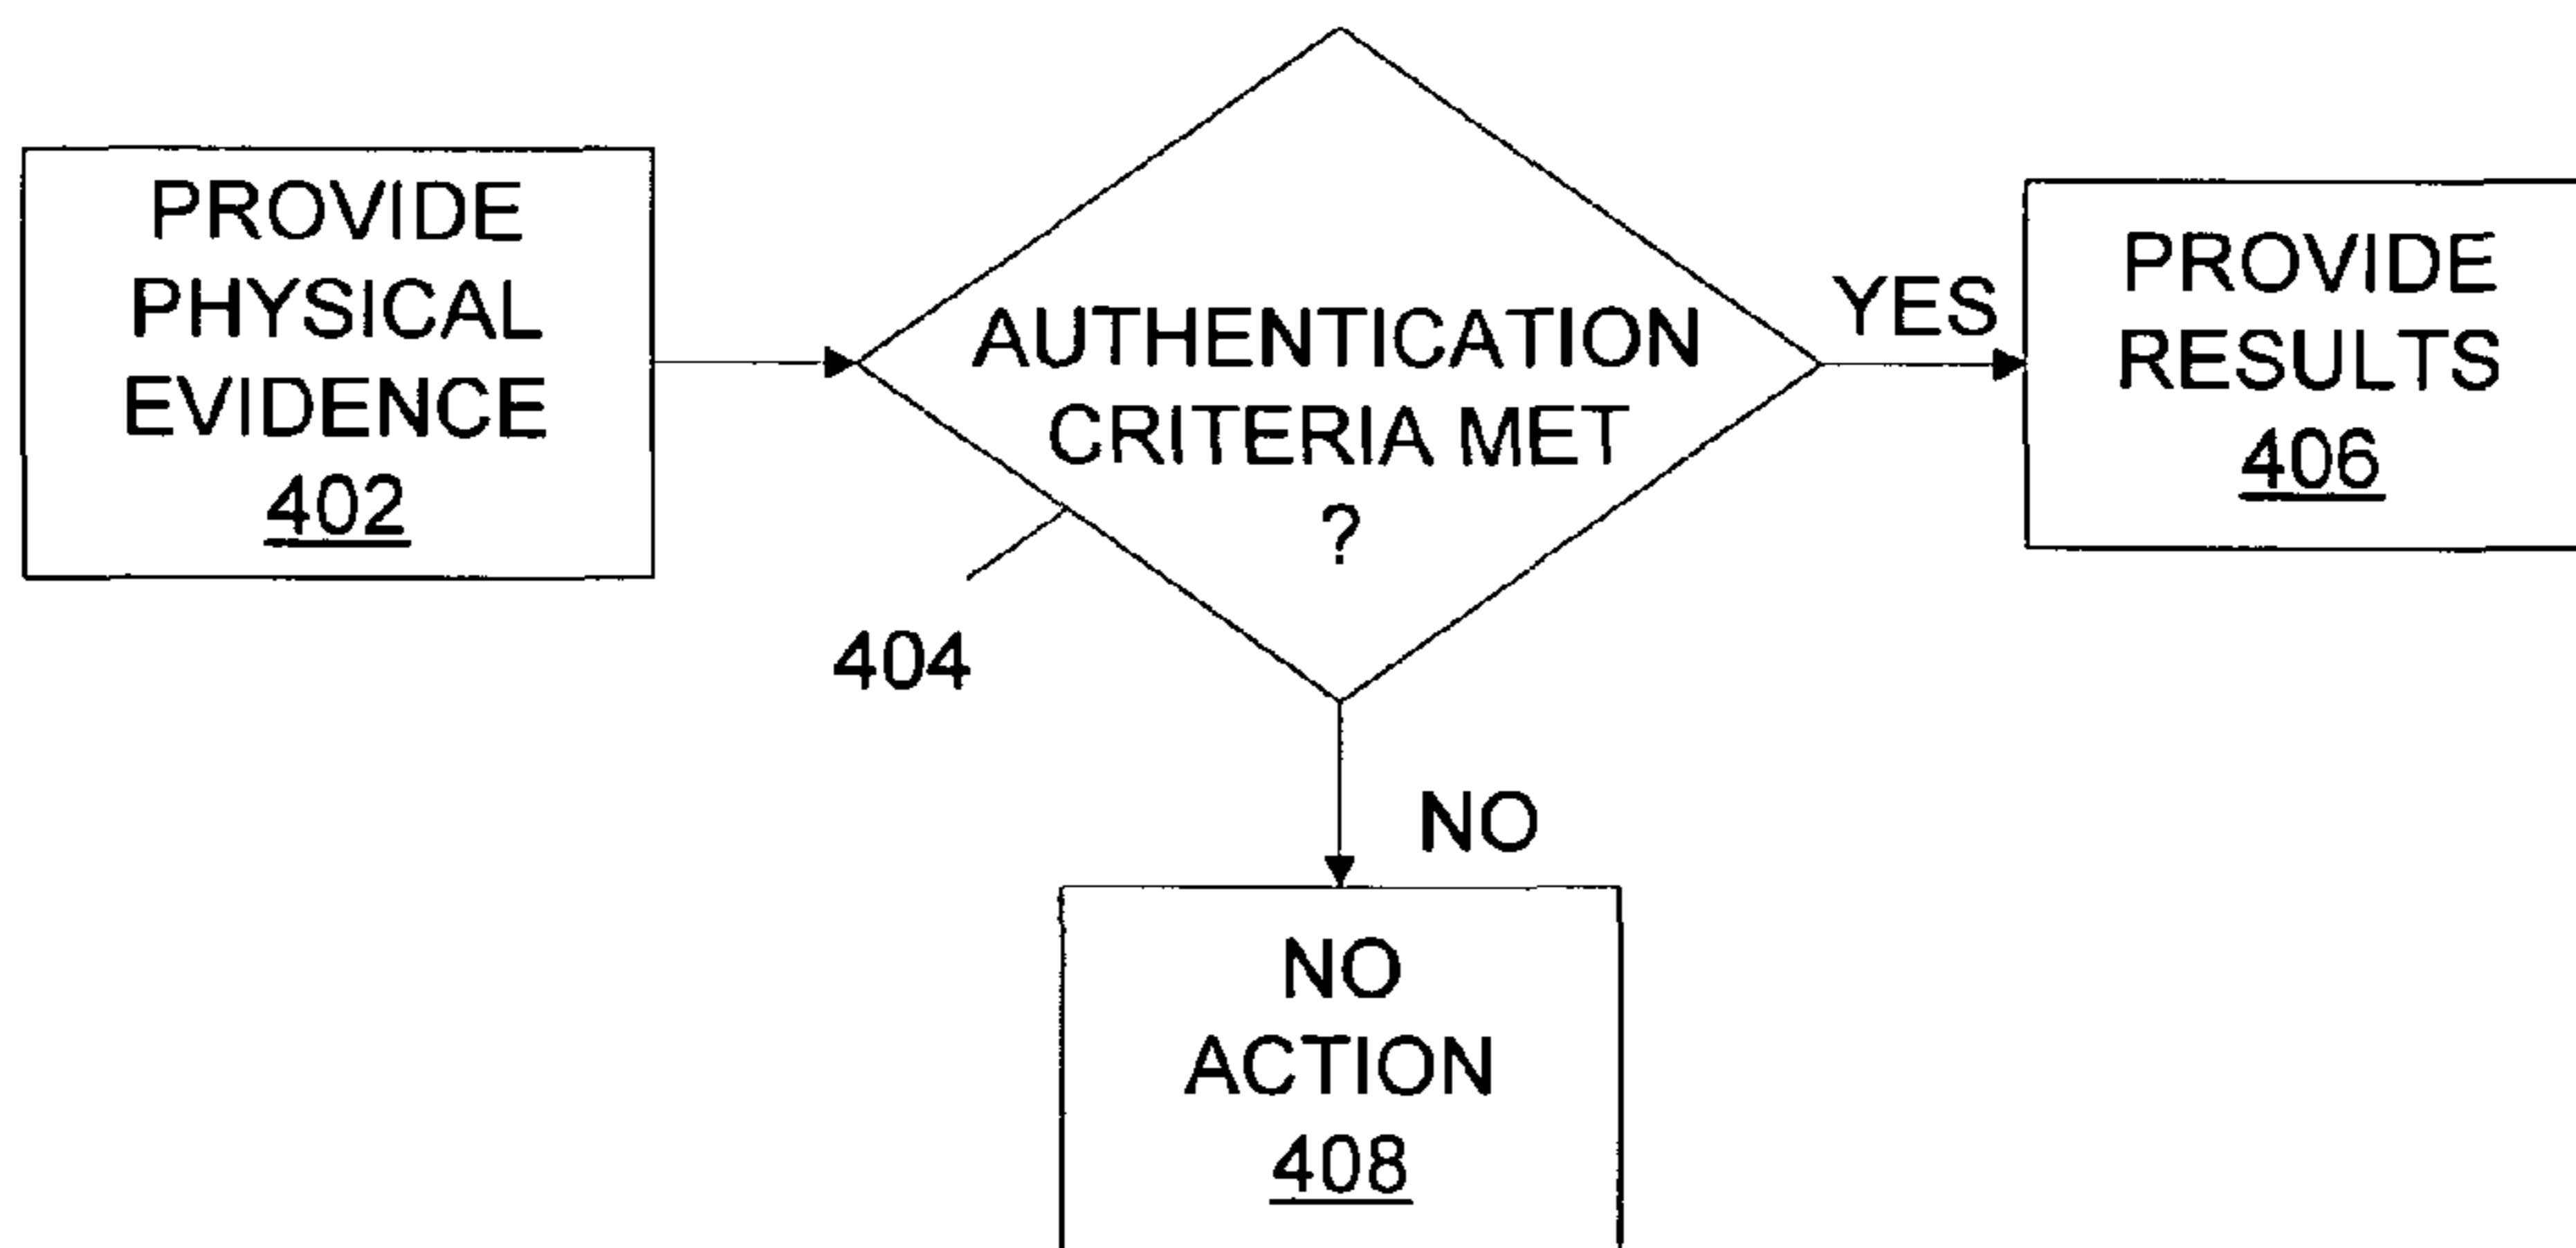 PROVIDE
PHYSICAL
EVIDENCE
402
AUTHENTICATION
CRITERIA MET
?
404
YES
PROVIDE
RESULTS
406
NO
NO
ACTION
408